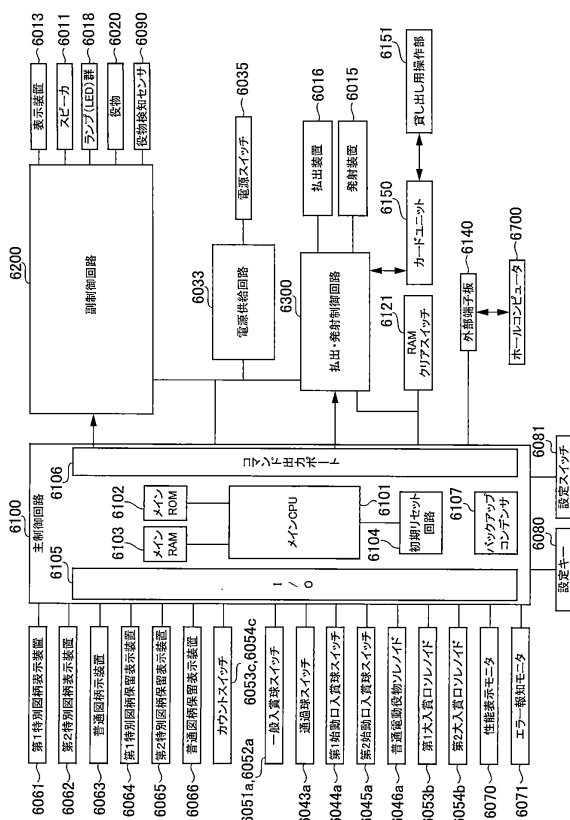 6100
主制御回路
6105
I/O
6103
メイン
RAM
6102
メイン
ROM
6106
コマンド出力ポート
メインCPU
6101
6104
初期リセット
回路
6107
バックアップ
コンデンサ
6080
設定キー
6081
設定スイッチ
6061
第1特別図柄表示装置
6062
第2特別図柄表示装置
6063
普通図柄示装置
6064
第1特別図柄保留表示装置
6065
第2特別図柄保留表示装置
6066
普通図柄保留表示装置
カウントスイッチ
6053c,6054c
6051a,6052a
一般入賞球スイッチ
6043a
通過球スイッチ
6044a
第1始動口入賞球スイッチ
6045a
第2始動口入賞球スイッチ
6046a
普通電動役物ソレノイド
6053b
第1大入賞口ソレノイド
6054b
第2大入賞口ソレノイド
6070
性能表示モニタ
6071
エラー報知モニタ
6200
副制御回路
表示装置
6013
スピーカ
6011
ランプ(LED)群
6018
役物
6020
役物検知センサ
6090
6033
電源供給回路
電源スイッチ
6035
6300
払出・発射制御回路
払出装置
6016
発射装置
6015
6150
カードユニット
貸し出し用操作部
6151
6121
RAM
クリアスイッチ
6140
外部端子板
6700
ホールコンピュータ